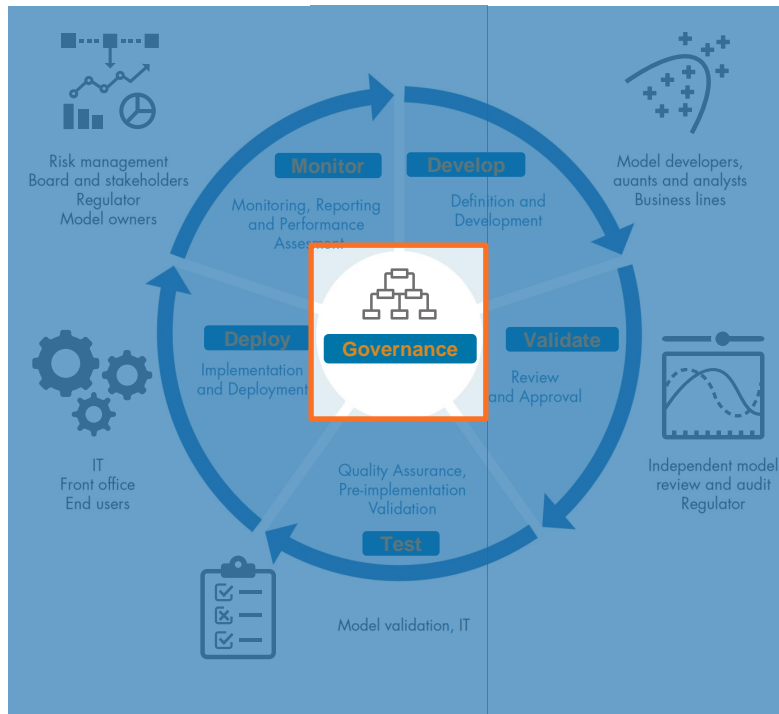 Risk management
Board and stakeholders
Regulator
Model owners
Monitor
Monitoring, Reporting
and Performance
Assesment
Develop
Definition and
Development
Model developers,
auants and analysts
Business lines
Governance
Deploy
Implementation
and Deployment
IT
Front office
End users
Validate
Review
and Approval
Independent model
review and audit
Regulator
Quality Assurance,
Pre-implementation
Validation
Test
Model validation, IT